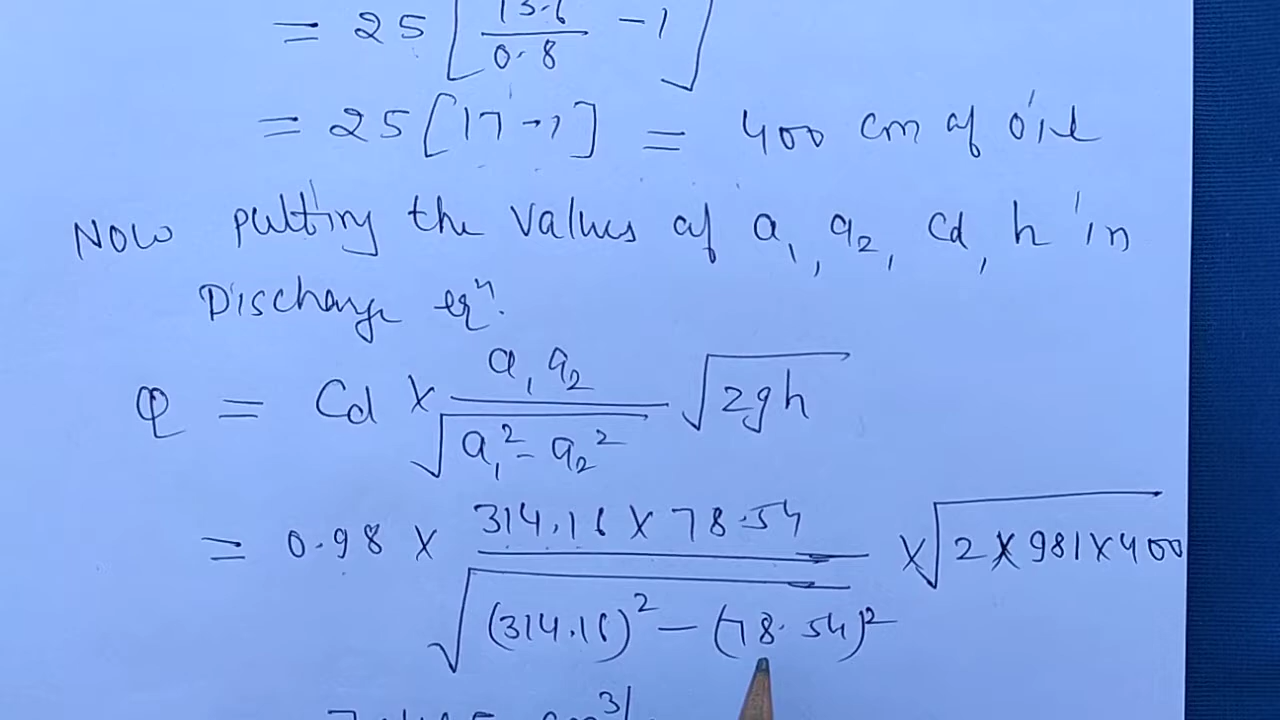 = 25 [ 13.6 / 0.8 - 1 ]
= 25 [17 - 1] = 400 cm of oil
Now putting the values of a₁, a₂, Cd, h in
Discharge eqⁿ.
Q = Cd × a₁ a₂ / √(a₁² - a₂²) √2gh
= 0.98 × 314.16 × 78.54 / √((314.16)² - (78.54)²) × √(2 × 981 × 400)
cm³/